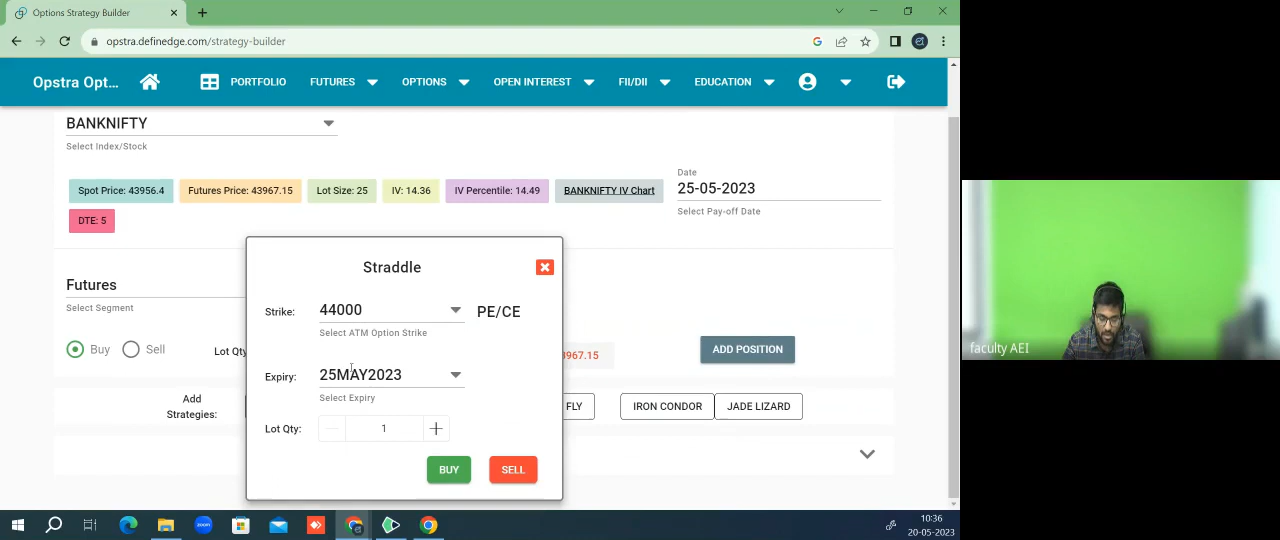 Options Strategy Builder
opstra.definedge.com/strategy-builder
Opstra Opt... PORTFOLIO FUTURES OPTIONS OPEN INTEREST FII/DII EDUCATION
BANKNIFTY
Select Index/Stock
Spot Price: 43956.4 Futures Price: 43967.15 Lot Size: 25 IV: 14.36 IV Percentile: 14.49 BANKNIFTY IV Chart
DTE: 5
Date
25-05-2023
Select Pay-off Date
Futures
Select Segment
Buy Sell Lot Qty 3967.15 ADD POSITION
Add Strategies: FLY IRON CONDOR JADE LIZARD
Straddle
Strike: 44000 PE/CE
Select ATM Option Strike
Expiry: 25MAY2023
Select Expiry
Lot Qty: 1
BUY SELL
faculty AEI
zoom
10:36
20-05-2023